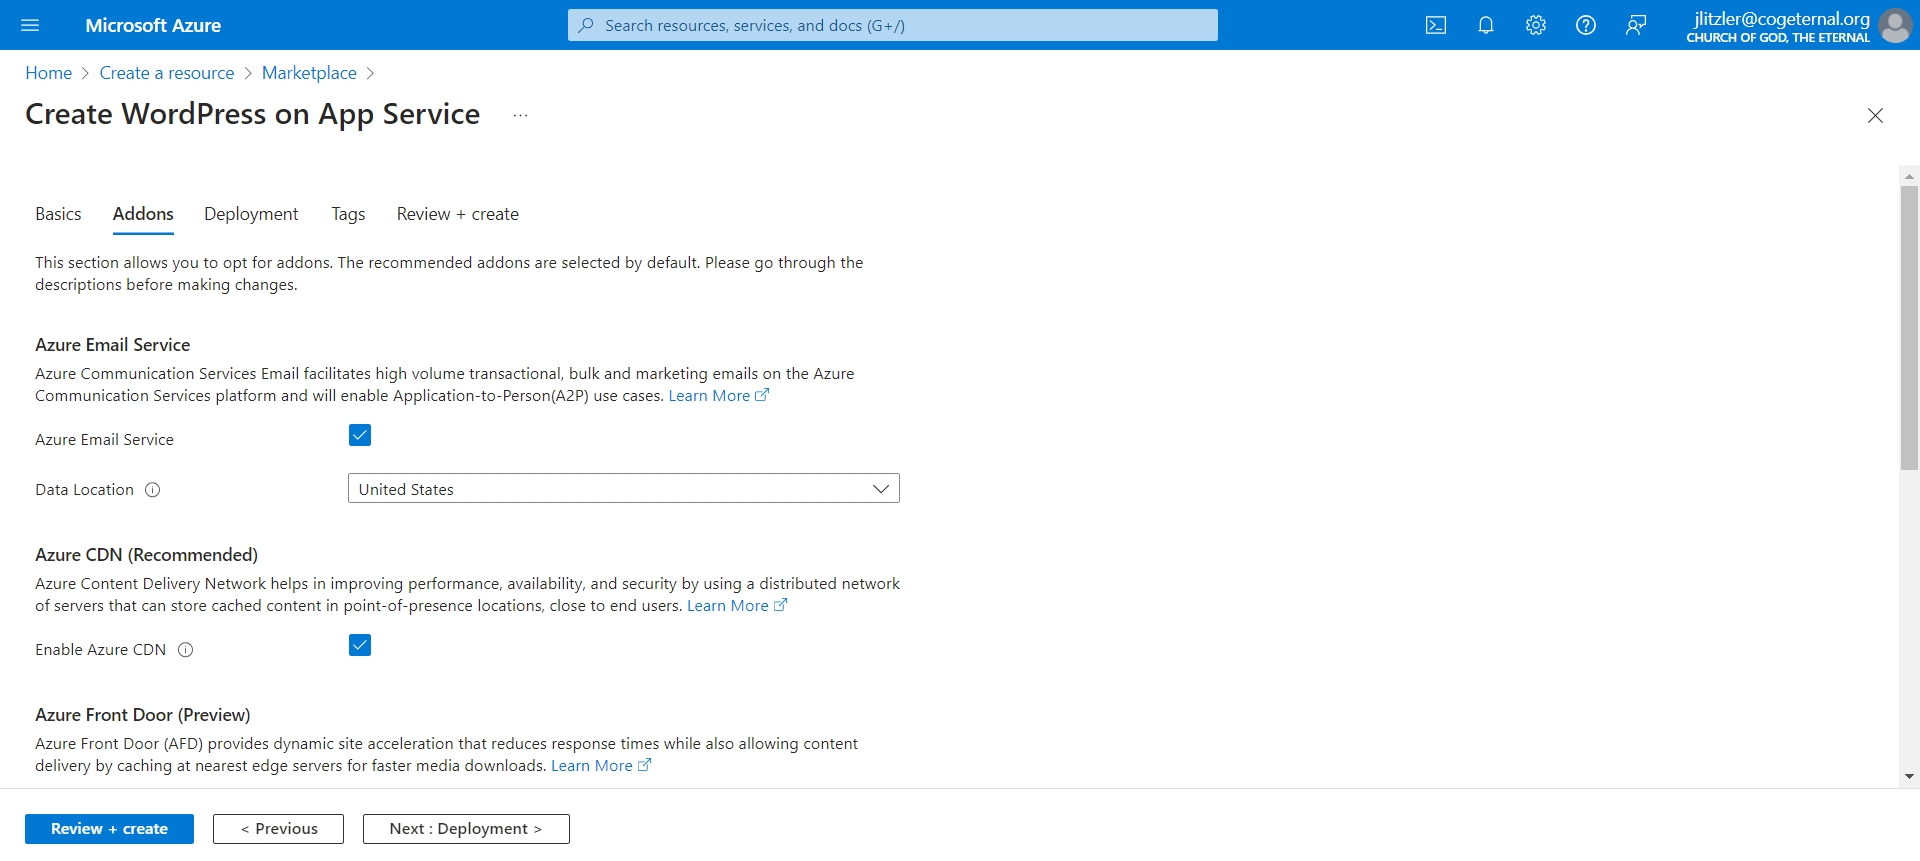 Microsoft Azure
Search resources, services, and docs (G+/)
jlitzler@cogeternal.org
CHURCH OF GOD, THE ETERNAL
Home > Create a resource > Marketplace >
Create WordPress on App Service ...
Basics Addons Deployment Tags Review + create
This section allows you to opt for addons. The recommended addons are selected by default. Please go through the
descriptions before making changes.
Azure Email Service
Azure Communication Services Email facilitates high volume transactional, bulk and marketing emails on the Azure
Communication Services platform and will enable Application-to-Person(A2P) use cases. Learn More
Azure Email Service
Data Location
United States
Azure CDN (Recommended)
Azure Content Delivery Network helps in improving performance, availability, and security by using a distributed network
of servers that can store cached content in point-of-presence locations, close to end users. Learn More
Enable Azure CDN
Azure Front Door (Preview)
Azure Front Door (AFD) provides dynamic site acceleration that reduces response times while also allowing content
delivery by caching at nearest edge servers for faster media downloads. Learn More
Review + create
< Previous
Next : Deployment >